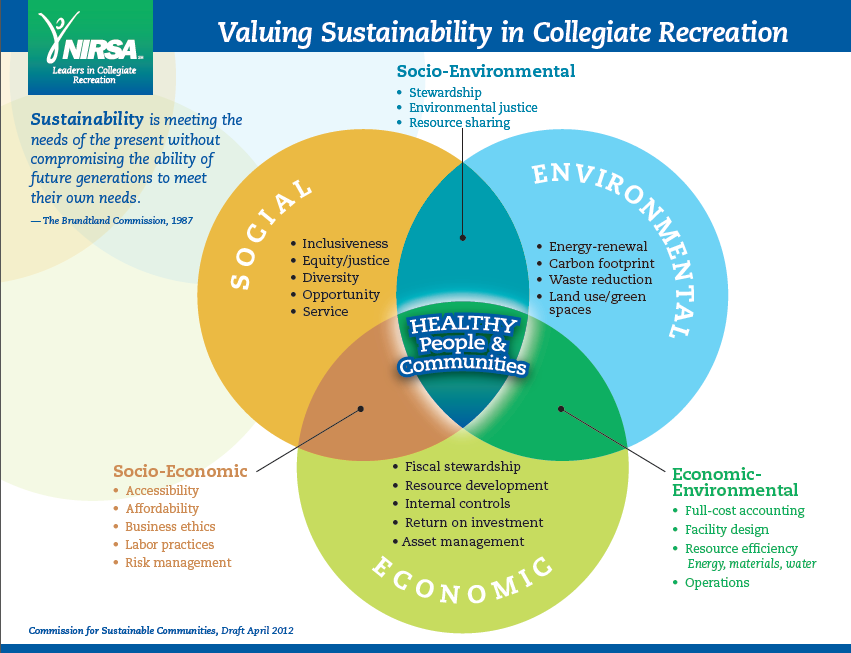 Valuing Sustainability in Collegiate Recreation
NIRSA
Leaders in Collegiate
Recreation
Sustainability is meeting the
needs of the present without
compromising the ability of
future generations to meet
their own needs.
— The Brundtland Commission, 1987
Socio-Environmental
• Stewardship
• Environmental justice
• Resource sharing
SOCIAL
• Inclusiveness
• Equity/justice
• Diversity
• Opportunity
• Service
ENVIRONMENTAL
• Energy-renewal
• Carbon footprint
• Waste reduction
• Land use/green
spaces
HEALTHY
People &
Communities
Socio-Economic
• Accessibility
• Affordability
• Business ethics
• Labor practices
• Risk management
• Fiscal stewardship
• Resource development
• Internal controls
• Return on investment
• Asset management
ECONOMIC
Economic-
Environmental
• Full-cost accounting
• Facility design
• Resource efficiency
Energy, materials, water
• Operations
Commission for Sustainable Communities, Draft April 2012